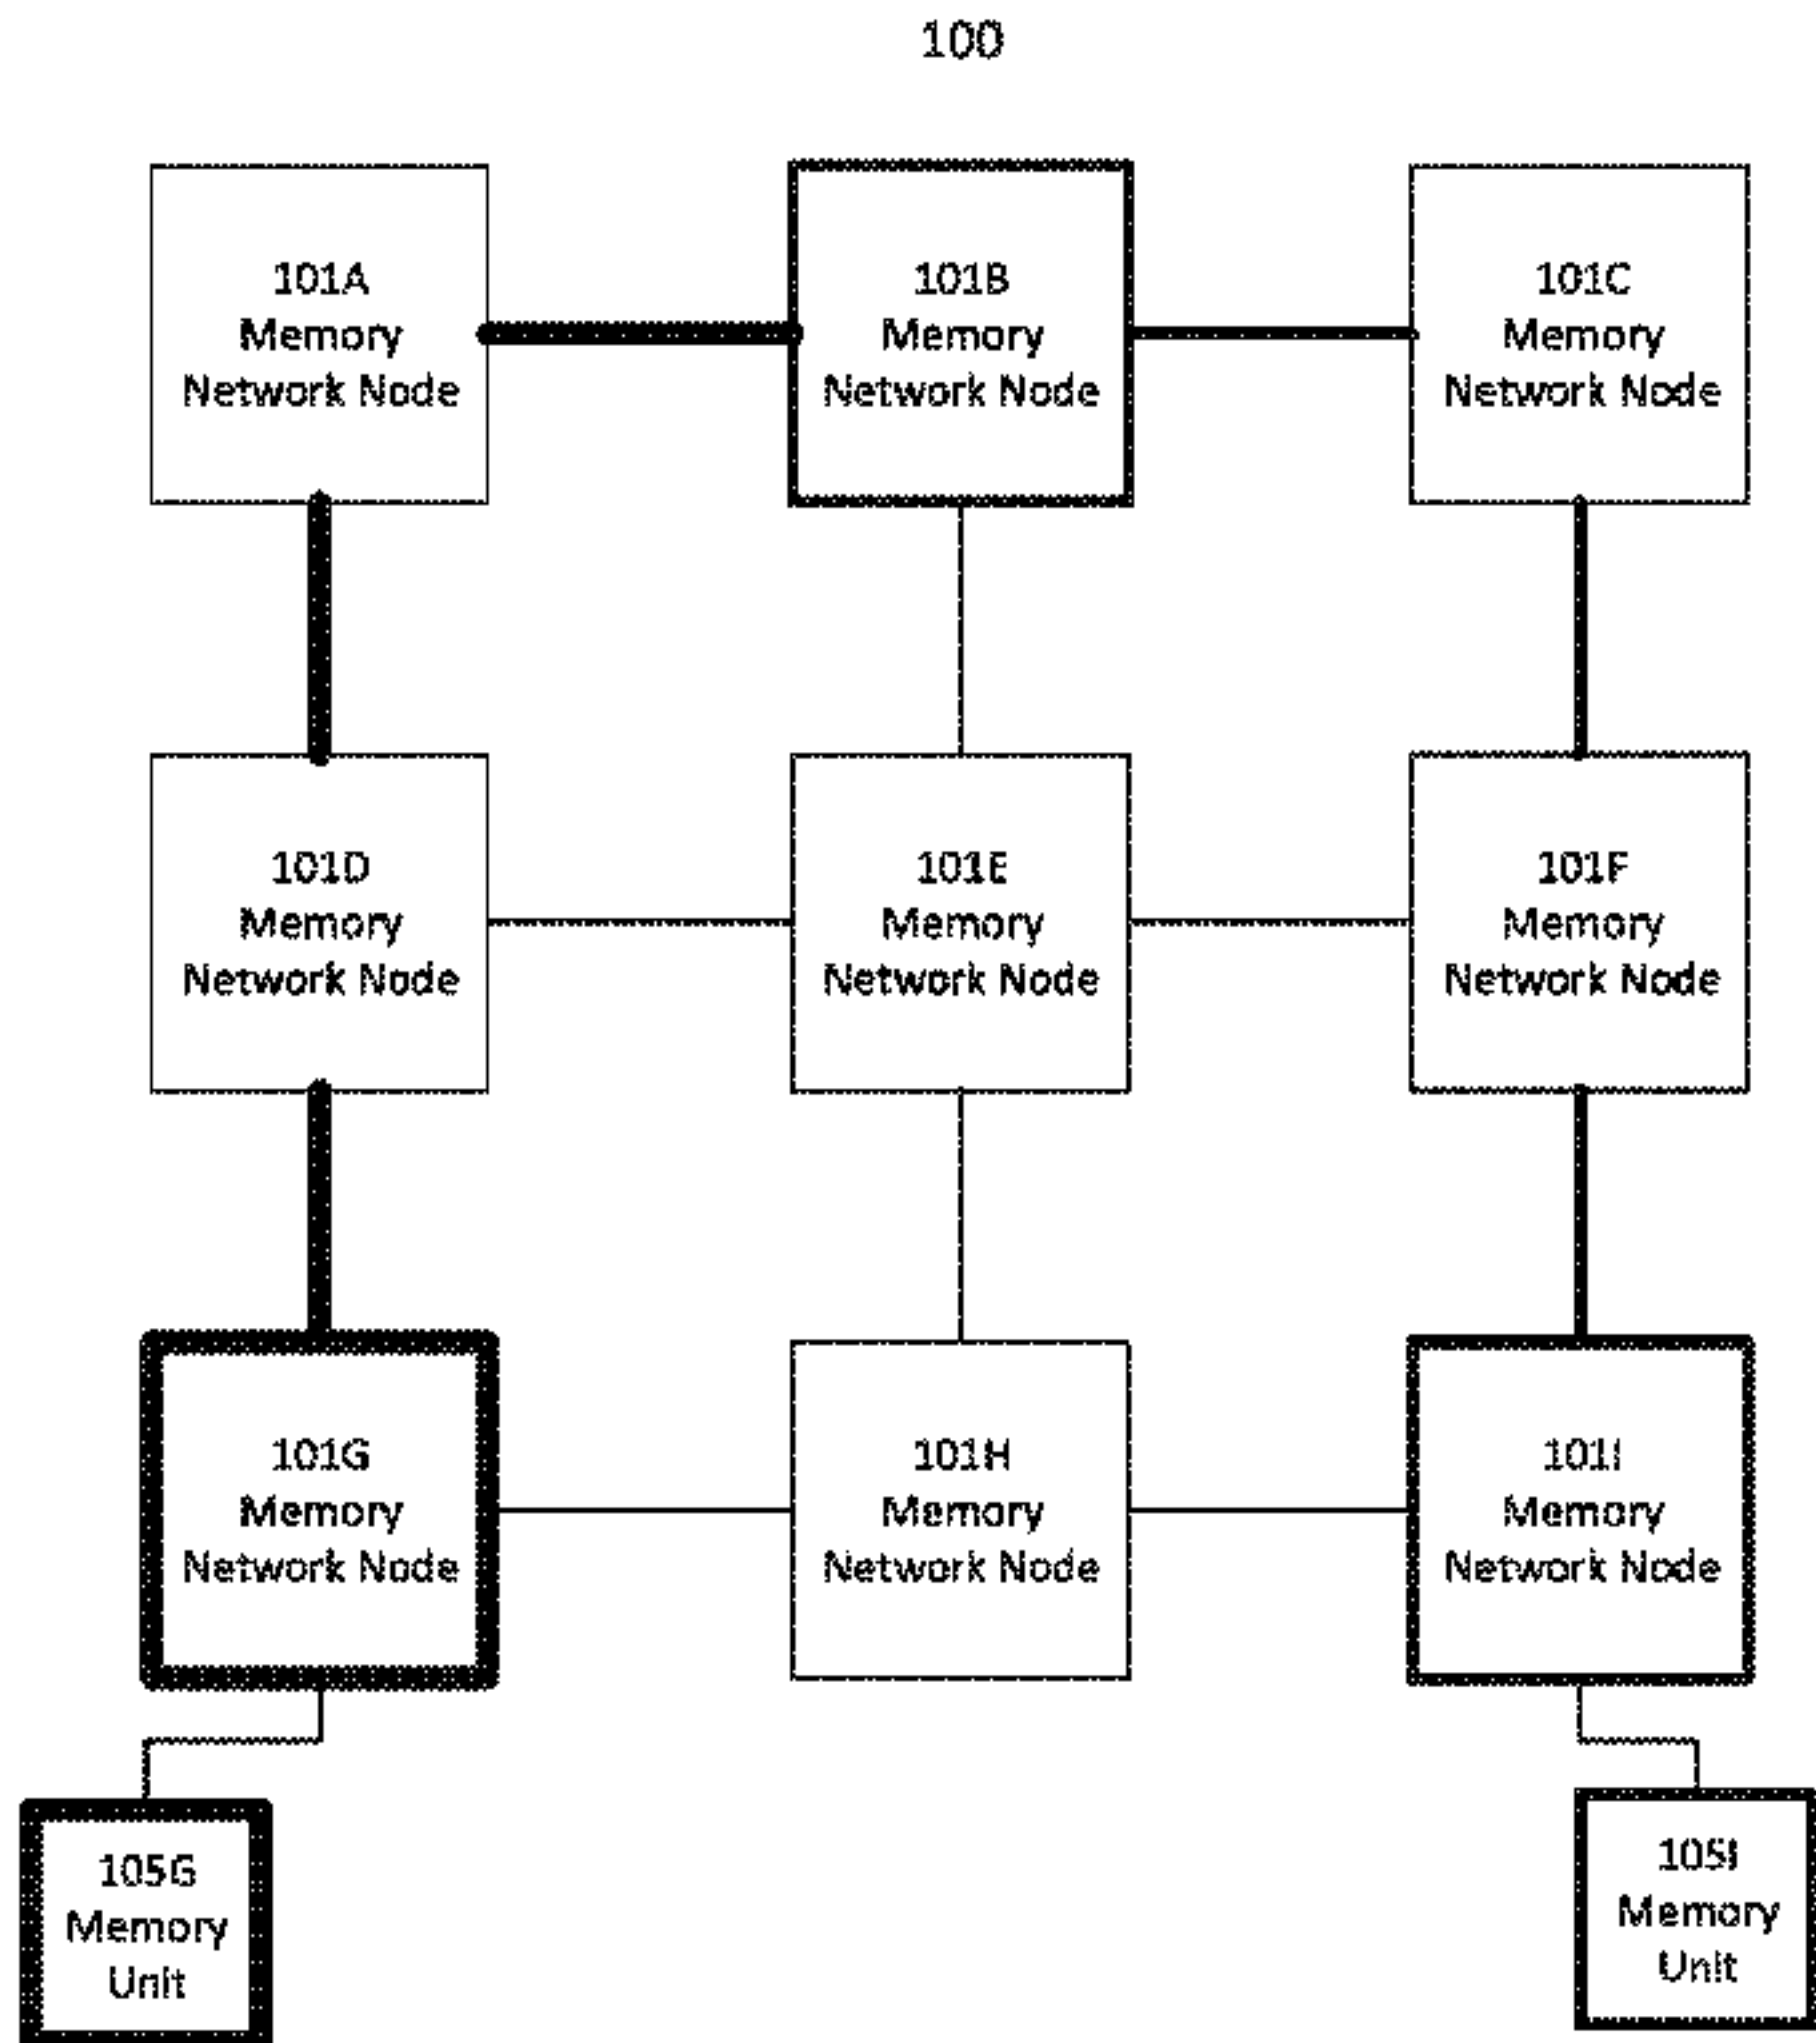 100
101A
Memory
Network Node
101B
Memory
Network Node
101C
Memory
Network Node
101D
Memory
Network Node
101E
Memory
Network Node
101F
Memory
Network Node
101G
Memory
Network Node
101H
Memory
Network Node
101I
Memory
Network Node
105G
Memory
Unit
105I
Memory
Unit